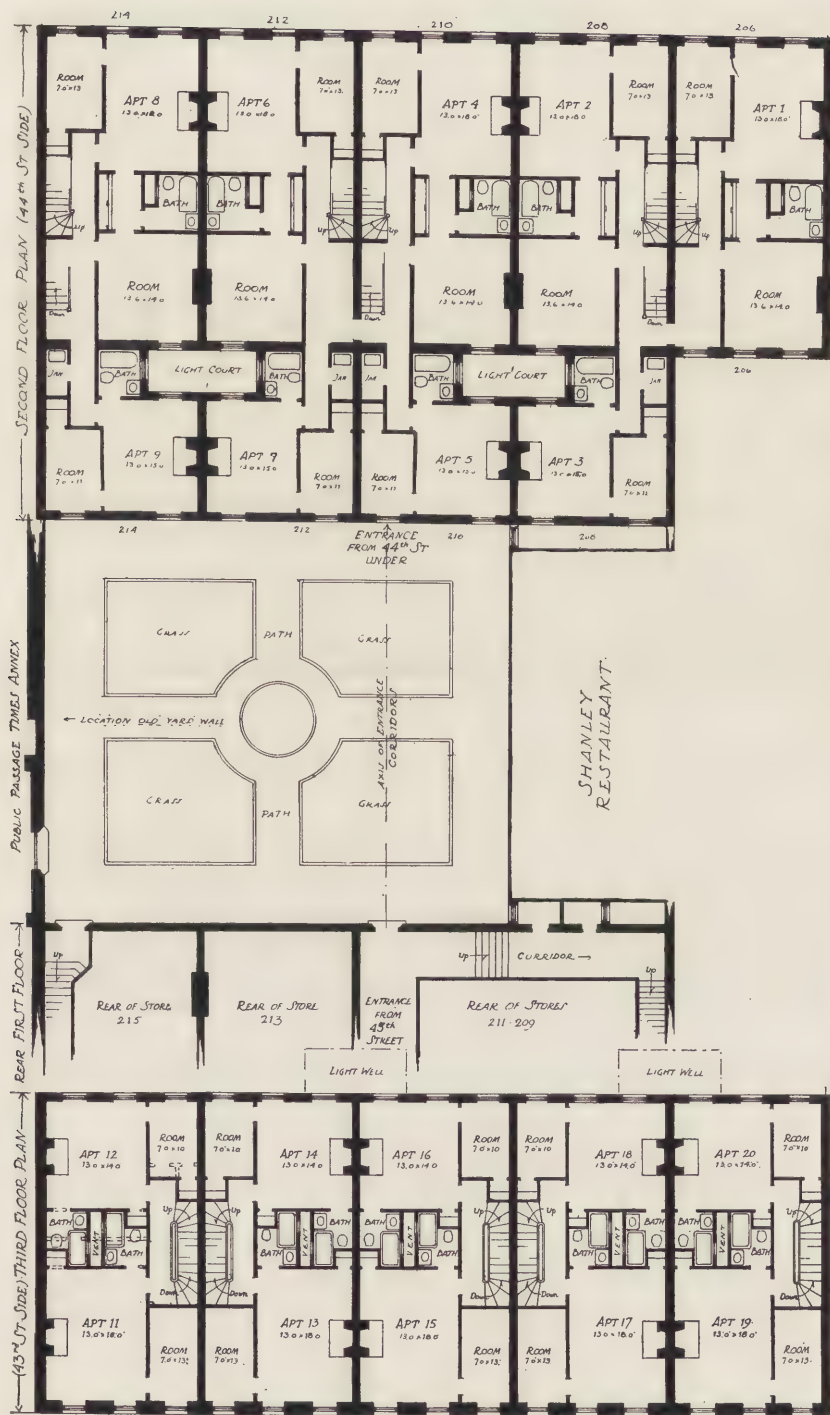 214
212
210
208
206
SECOND FLOOR PLAN (44th ST SIDE)
ROOM
7.0×13
APT 8
13.0×18.0
APT 6
13.0×18.0
ROOM
7.0×13.
ROOM
7.0×13
APT 4
13.0×18.0
APT 2
13.0×18.0
ROOM
7.0×13
ROOM
7.0×13
APT 1
13.0×18.0
Up
BATH
BATH
Up
BATH
BATH
Up
BATH
Down
ROOM
13.6×14.0
ROOM
13.6×14.0
Down
ROOM
13.6×14.0
ROOM
13.6×14.0
Down
ROOM
13.6×14.0
JAN
BATH
LIGHT COURT
BATH
JAN
JAN
BATH
LIGHT COURT
BATH
JAN
206
ROOM
7.0×11
APT 9
13.0×15.0
APT 7
13.0×15.0
ROOM
7.0×11
ROOM
7.0×11
APT 5
APT 3
ROOM
7.0×11
214
212
210
208
ENTRANCE
FROM 44th ST
UNDER
PUBLIC PASSAGE TIMES ANNEX
GRASS
PATH
GRASS
← LOCATION OLD YARD WALL
AXIS OF ENTRANCE
CORRIDORS
SHANLEY
RESTAURANT.
GRASS
PATH
GRASS
REAR FIRST FLOOR
Up
Up
CURRIDOR →
Up
REAR OF STORE
215
REAR OF STORE
213
ENTRANCE
FROM
43th
STREET
REAR OF STORES
211-209
LIGHT WELL
LIGHT WELL
(43rd ST SIDE) THIRD FLOOR PLAN
APT 12
13.0×14.0
ROOM
7.0×10
ROOM
7.0×10
APT 14
13.0×14.0
APT 16
13.0×14.0
ROOM
7.0×10
ROOM
7.0×10
APT 18
13.0×14.0
APT 20
13.0×14.0
ROOM
7.0×10
Up
Up
Up
Up
Up
BATH
VENT
BATH
BATH
VENT
BATH
BATH
VENT
BATH
BATH
VENT
BATH
Down
Down
Down
Down
Down
APT 11
13.0×18.0
ROOM
7.0×13
ROOM
7.0×13
APT 13
13.0×18.0
APT 15
13.0×18.0
ROOM
7.0×13
ROOM
7.0×13
APT 17
13.0×18.0
APT 19
13.0×18.0
ROOM
7.0×13